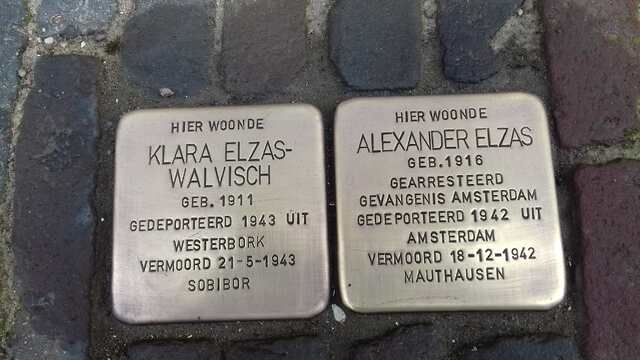 HIER WOONDE
KLARA ELZAS-
WALVISCH
GEB. 1911
GEDEPORTEERD 1943 UIT
WESTERBORK
VERMOORD 21-5-1943
SOBIBOR
HIER WOONDE
ALEXANDER ELZAS
GEB. 1916
GEARRESTEERD
GEVANGENIS AMSTERDAM
GEDEPORTEERD 1942 UIT
AMSTERDAM
VERMOORD 18-12-1942
MAUTHAUSEN